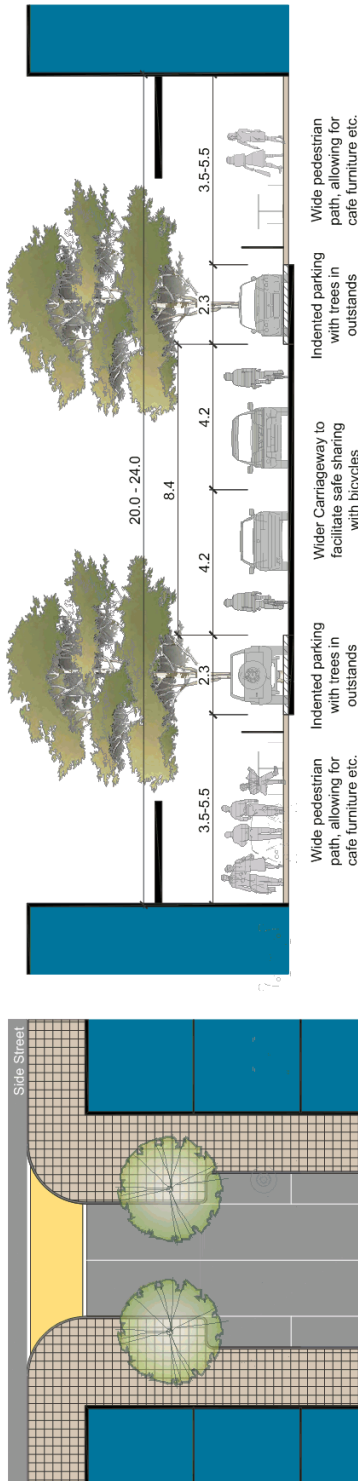 Side Street
20.0 - 24.0
8.4
3.5-5.5
2.3
4.2
4.2
2.3
3.5-5.5
Wide pedestrian
path, allowing for
cafe furniture etc.
Indented parking
with trees in
outstands
Wider Carriageway to
facilitate safe sharing
with bicycles
Indented parking
with trees in
outstands
Wide pedestrian
path, allowing for
cafe furniture etc.